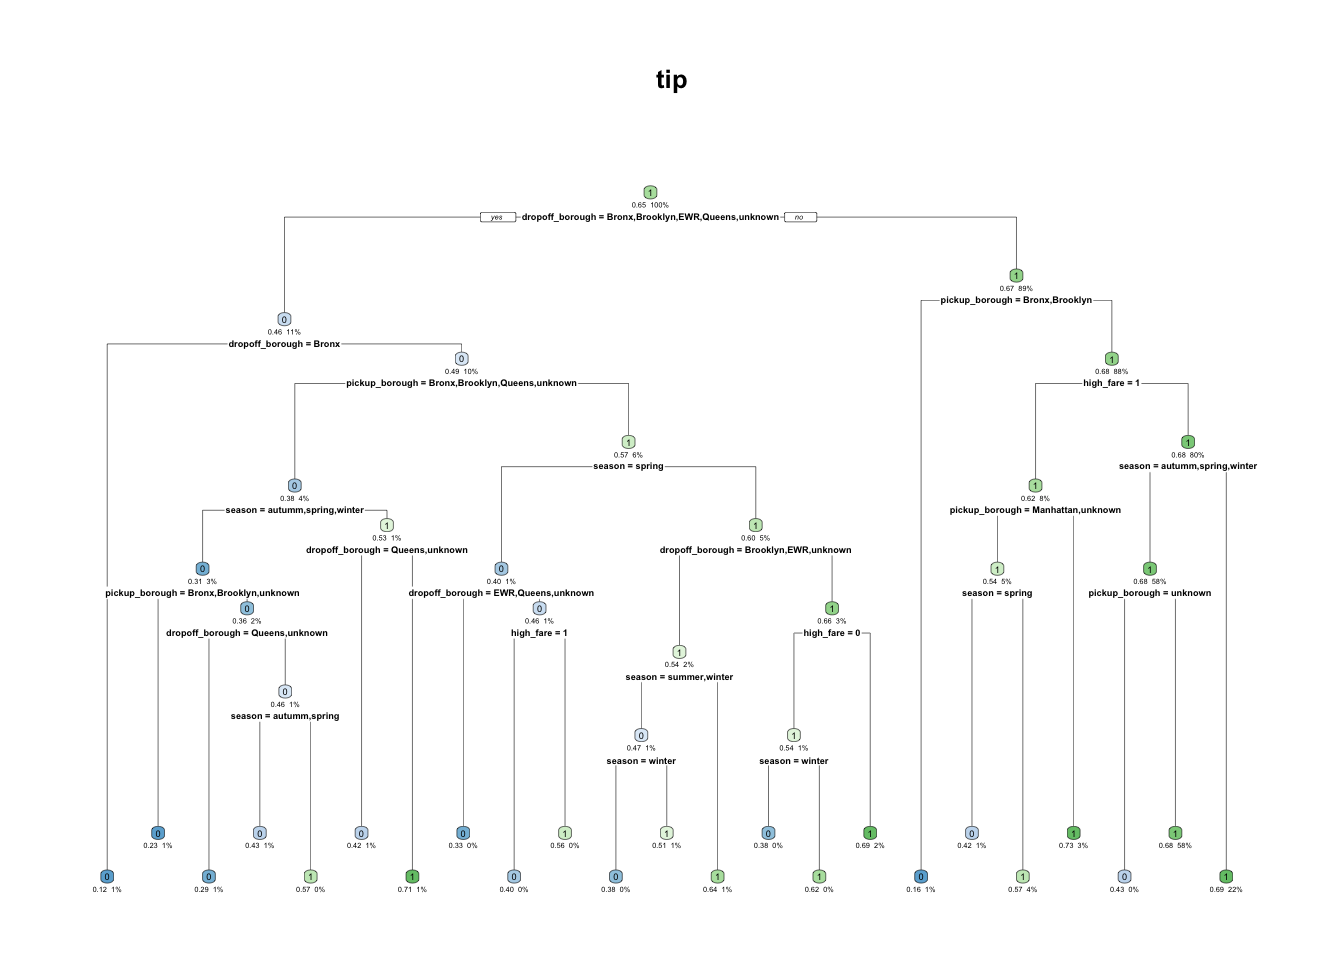 tip
1
0.65 100%
yes dropoff_borough = Bronx,Brooklyn,EWR,Queens,unknown no
1
0.67 89%
pickup_borough = Bronx,Brooklyn
0
0.46 11%
dropoff_borough = Bronx
0
0.49 10%
pickup_borough = Bronx,Brooklyn,Queens,unknown
1
0.68 88%
high_fare = 1
1
0.57 6%
season = spring
1
0.68 80%
season = autumm,spring,winter
0
0.38 4%
season = autumm,spring,winter
1
0.62 8%
pickup_borough = Manhattan,unknown
1
0.53 1%
dropoff_borough = Queens,unknown
1
0.60 5%
dropoff_borough = Brooklyn,EWR,unknown
0
0.31 3%
pickup_borough = Bronx,Brooklyn,unknown
0
0.40 1%
dropoff_borough = EWR,Queens,unknown
1
0.54 5%
season = spring
1
0.68 58%
pickup_borough = unknown
0
0.36 2%
dropoff_borough = Queens,unknown
0
0.46 1%
high_fare = 1
1
0.66 3%
high_fare = 0
1
0.54 2%
season = summer,winter
0
0.46 1%
season = autumm,spring
0
0.47 1%
season = winter
1
0.54 1%
season = winter
0 0 0 0 1 1 0 1 0 1 1
0.23 1% 0.43 1% 0.42 1% 0.33 0% 0.56 0% 0.51 1% 0.38 0% 0.69 2% 0.42 1% 0.73 3% 0.68 58%
0 0 1 1 0 0 1 1 0 1 0 1
0.12 1% 0.29 1% 0.57 0% 0.71 1% 0.40 0% 0.38 0% 0.64 1% 0.62 0% 0.16 1% 0.57 4% 0.43 0% 0.69 22%